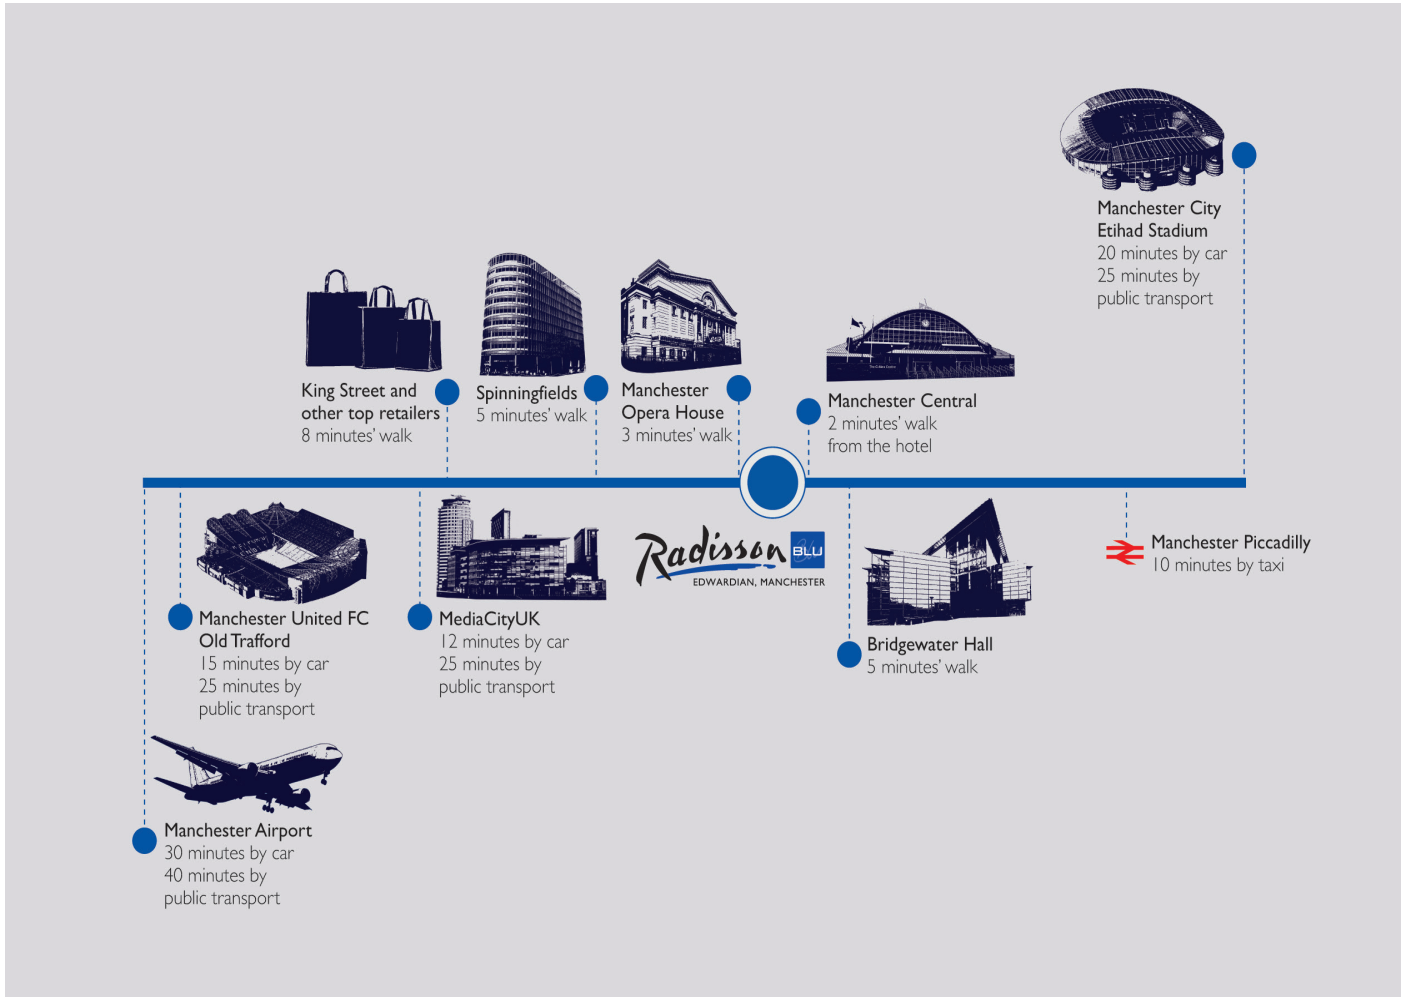 Manchester City
Etihad Stadium
20 minutes by car
25 minutes by
public transport
King Street and
other top retailers
8 minutes' walk
Spinningfields
5 minutes' walk
Manchester
Opera House
3 minutes' walk
Manchester Central
2 minutes' walk
from the hotel
Manchester United FC
Old Trafford
15 minutes by car
25 minutes by
public transport
MediaCityUK
12 minutes by car
25 minutes by
public transport
Radisson BLU
EDWARDIAN, MANCHESTER
Bridgewater Hall
5 minutes' walk
Manchester Piccadilly
10 minutes by taxi
Manchester Airport
30 minutes by car
40 minutes by
public transport